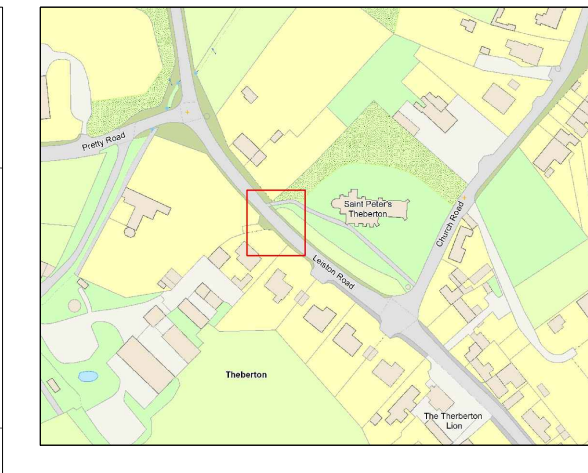 Pretty Road
Saint Peter's
Theberton
Church Road
Leiston Road
Theberton
The Therberton
Lion